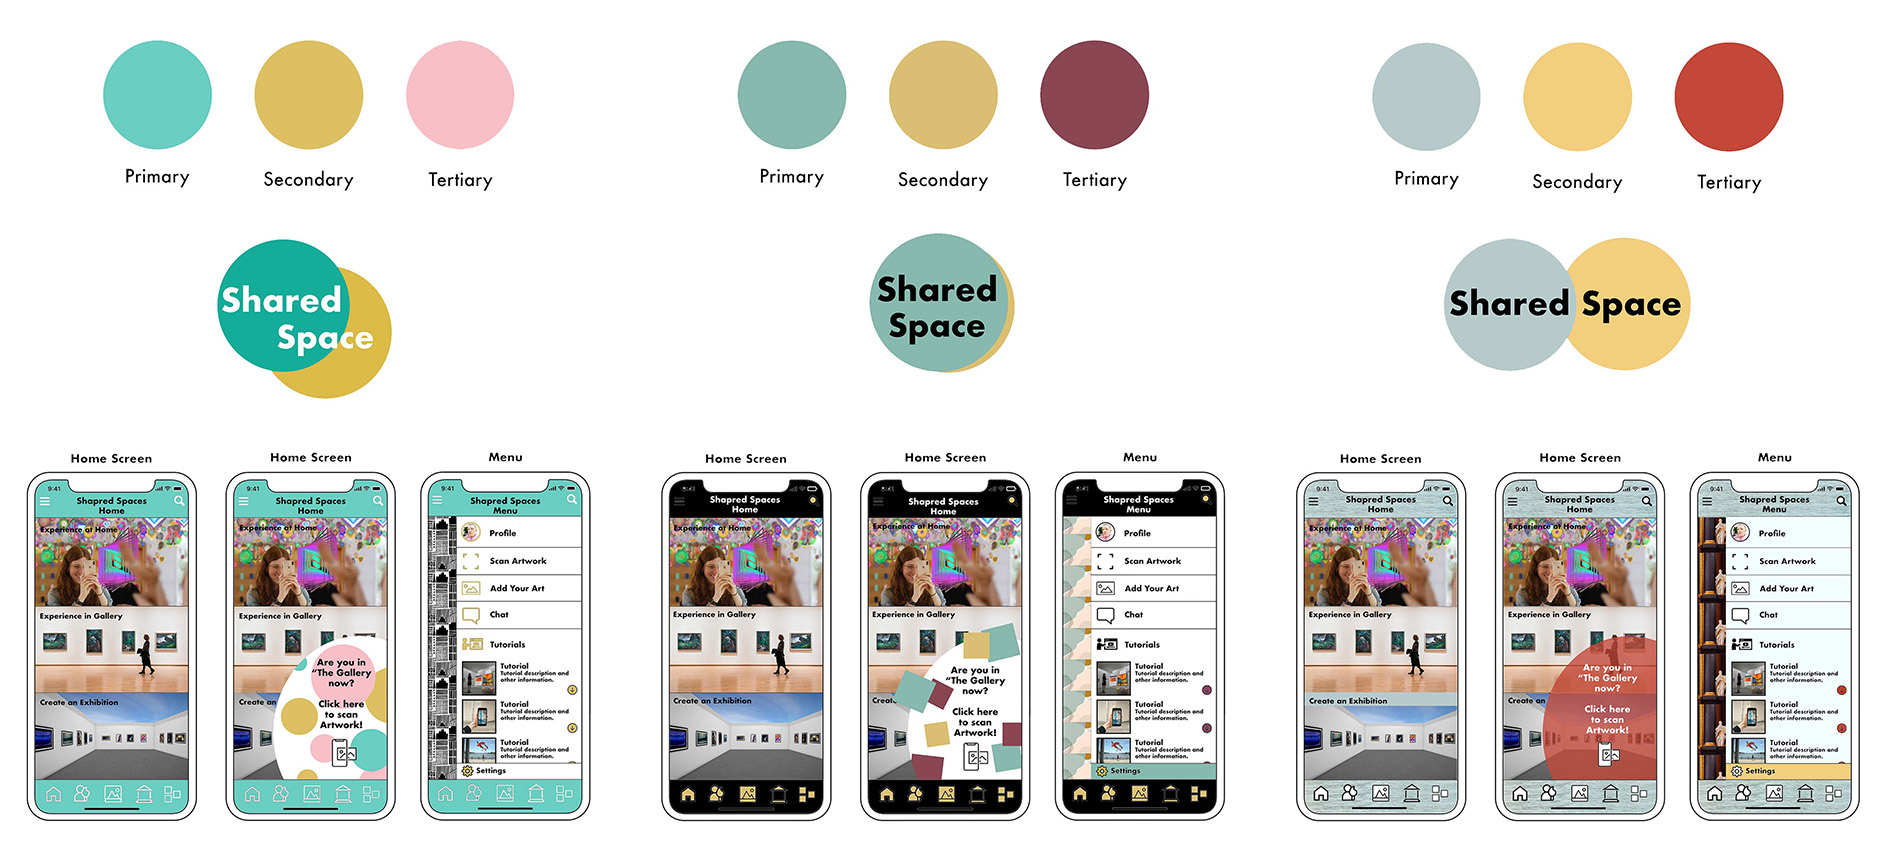 Primary
Secondary
Tertiary
Primary
Secondary
Tertiary
Primary
Secondary
Tertiary
Shared
Space
Shared
Space
Shared Space
Home Screen
9:41
Shapred Spaces
Home
Experience at Home
Experience in Gallery
Create an Exhibition
Home Screen
9:41
Shapred Spaces
Home
Experience at Home
Experience in Gallery
Create an
Are you in
"The Gallery
now?
Click here
to scan
Artwork!
Menu
9:41
Shapred Spaces
Menu
Profile
Scan Artwork
Add Your Art
Chat
Tutorials
Tutorial
Tutorial description and
other information.
Tutorial
Tutorial description and
other information.
Tutorial
Tutorial description and
other information.
Settings
Home Screen
9:41
Shapred Spaces
Home
Experience at Home
Experience in Gallery
Create an Exhibition
Home Screen
9:41
Shapred Spaces
Home
Experience at Home
Experience in Gallery
Create an
Are you in
"The Gallery
now?
Click here
to scan
Artwork!
Menu
9:41
Shapred Spaces
Menu
Profile
Scan Artwork
Add Your Art
Chat
Tutorials
Tutorial
Tutorial description and
other information.
Tutorial
Tutorial description and
other information.
Tutorial
Tutorial description and
other information.
Settings
Home Screen
9:41
Shapred Spaces
Home
Experience at Home
Experience in Gallery
Create an Exhibition
Home Screen
9:41
Shapred Spaces
Home
Experience at Home
Experience in Gallery
Create an
Are you in
"The Gallery
now?
Click here
to scan
Artwork!
Menu
9:41
Shapred Spaces
Menu
Profile
Scan Artwork
Add Your Art
Chat
Tutorials
Tutorial
Tutorial description and
other information.
Tutorial
Tutorial description and
other information.
Tutorial
Tutorial description and
other information.
Settings